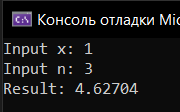 Консоль отладки Mic
Input x: 1
Input n: 3
Result: 4.62704